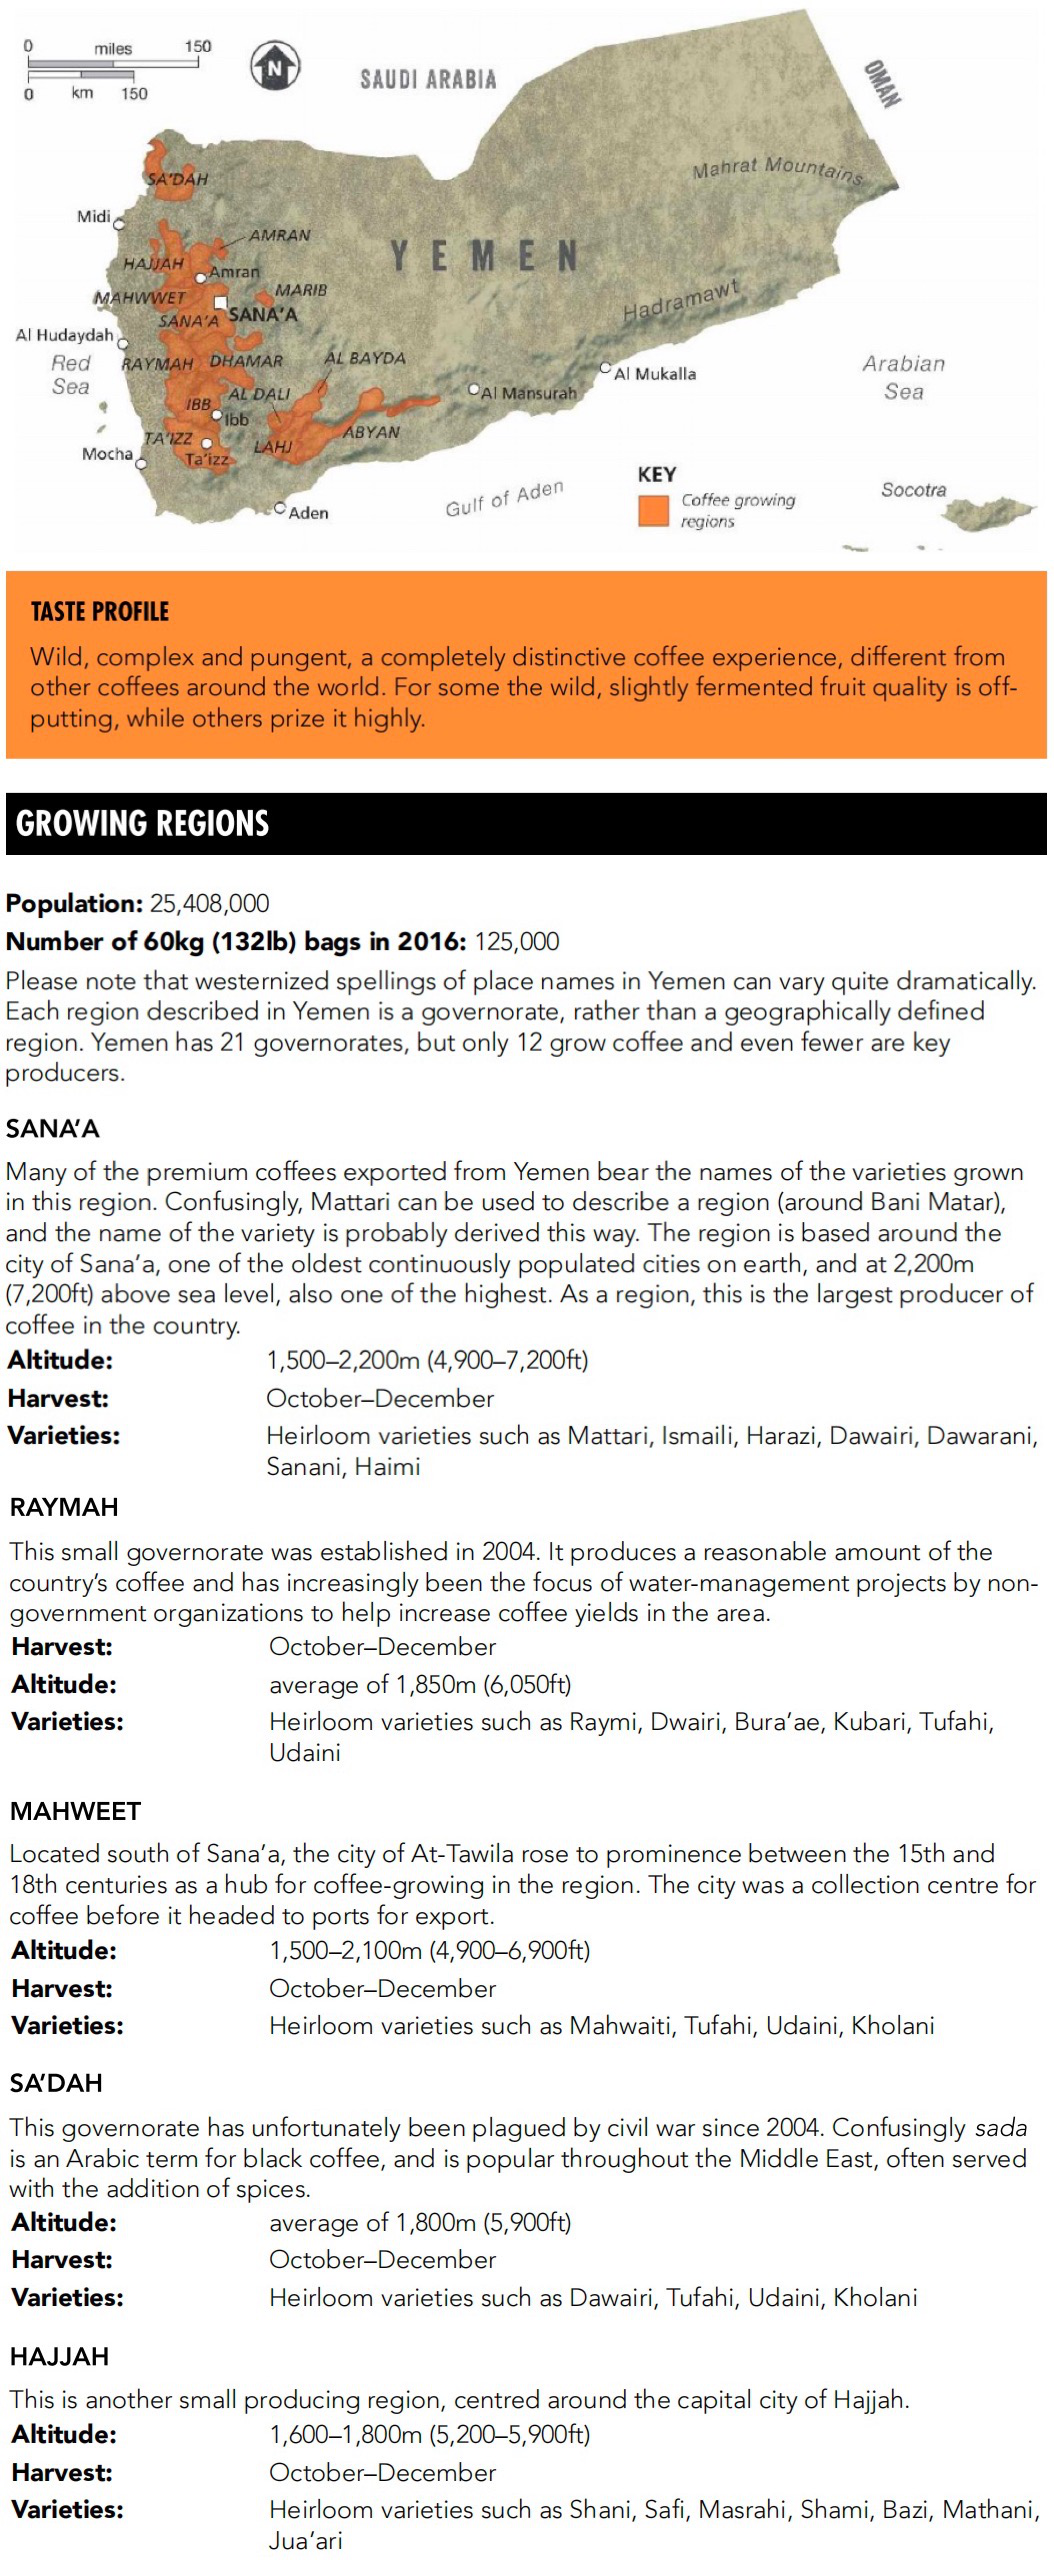 0 miles 150
0 km 150
N
SAUDI ARABIA
OMAN
Mahrat Mountains
SA'DAH
Midi
AMRAN
YEMEN
HAJJAH
Amran
MAHWWET
MARIB
Hadramawt
SANA'A
SANA'A
Al Hudaydah
Red
Sea
RAYMAH
DHAMAR
AL BAYDA
Al Mukalla
Arabian
Sea
AL DALI
Al Mansurah
IBB
Ibb
TA'IZZ
LAHJ
ABYAN
Mocha
Ta'izz
KEY
Coffee growing
regions
Gulf of Aden
Socotra
Aden
TASTE PROFILE
Wild, complex and pungent, a completely distinctive coffee experience, different from
other coffees around the world. For some the wild, slightly fermented fruit quality is off-
putting, while others prize it highly.
GROWING REGIONS
Population: 25,408,000
Number of 60kg (132lb) bags in 2016: 125,000
Please note that westernized spellings of place names in Yemen can vary quite dramatically.
Each region described in Yemen is a governorate, rather than a geographically defined
region. Yemen has 21 governorates, but only 12 grow coffee and even fewer are key
producers.
SANA'A
Many of the premium coffees exported from Yemen bear the names of the varieties grown
in this region. Confusingly, Mattari can be used to describe a region (around Bani Matar),
and the name of the variety is probably derived this way. The region is based around the
city of Sana'a, one of the oldest continuously populated cities on earth, and at 2,200m
(7,200ft) above sea level, also one of the highest. As a region, this is the largest producer of
coffee in the country.
Altitude: 1,500–2,200m (4,900–7,200ft)
Harvest: October–December
Varieties: Heirloom varieties such as Mattari, Ismaili, Harazi, Dawairi, Dawarani,
Sanani, Haimi
RAYMAH
This small governorate was established in 2004. It produces a reasonable amount of the
country's coffee and has increasingly been the focus of water-management projects by non-
government organizations to help increase coffee yields in the area.
Harvest: October–December
Altitude: average of 1,850m (6,050ft)
Varieties: Heirloom varieties such as Raymi, Dwairi, Bura'ae, Kubari, Tufahi,
Udaini
MAHWEET
Located south of Sana'a, the city of At-Tawila rose to prominence between the 15th and
18th centuries as a hub for coffee-growing in the region. The city was a collection centre for
coffee before it headed to ports for export.
Altitude: 1,500–2,100m (4,900–6,900ft)
Harvest: October–December
Varieties: Heirloom varieties such as Mahwaiti, Tufahi, Udaini, Kholani
SA'DAH
This governorate has unfortunately been plagued by civil war since 2004. Confusingly sada
is an Arabic term for black coffee, and is popular throughout the Middle East, often served
with the addition of spices.
Altitude: average of 1,800m (5,900ft)
Harvest: October–December
Varieties: Heirloom varieties such as Dawairi, Tufahi, Udaini, Kholani
HAJJAH
This is another small producing region, centred around the capital city of Hajjah.
Altitude: 1,600–1,800m (5,200–5,900ft)
Harvest: October–December
Varieties: Heirloom varieties such as Shani, Safi, Masrahi, Shami, Bazi, Mathani,
Jua'ari